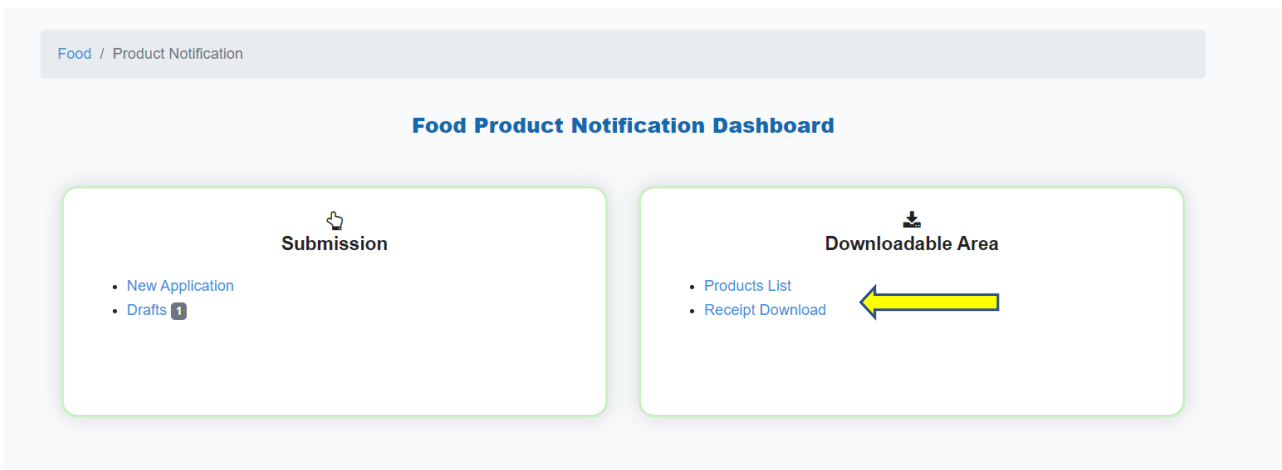 Food / Product Notification
Food Product Notification Dashboard
Submission
New Application
Drafts 1
Downloadable Area
Products List
Receipt Download